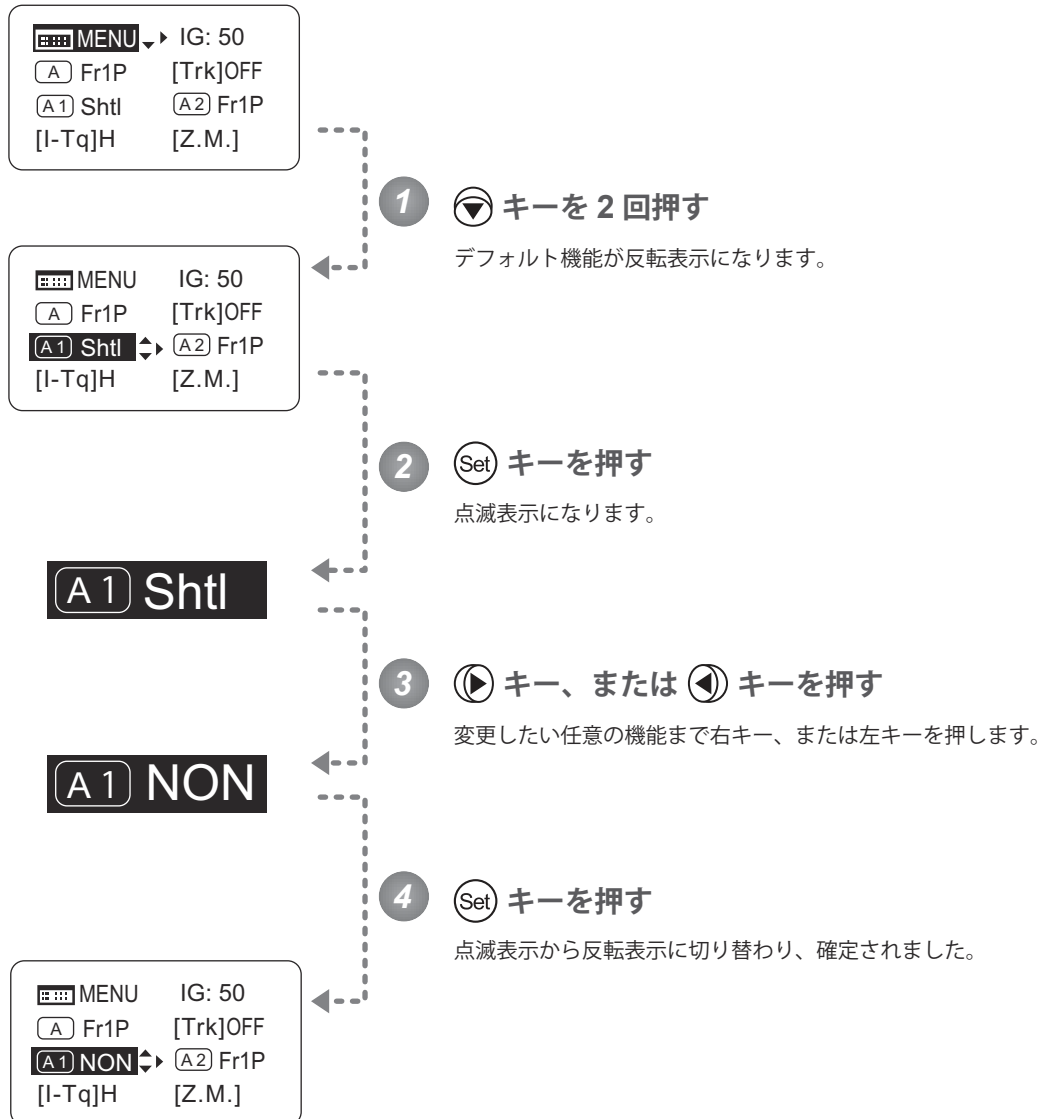 MENU IG: 50
A Fr1P [Trk]OFF
A1 Shtl A2 Fr1P
[I-Tq]H [Z.M.]
1 キーを 2 回押す
デフォルト機能が反転表示になります。
MENU IG: 50
A Fr1P [Trk]OFF
A1 Shtl A2 Fr1P
[I-Tq]H [Z.M.]
2 Set キーを押す
点滅表示になります。
A1 Shtl
3 キー、または キーを押す
変更したい任意の機能まで右キー、または左キーを押します。
A1 NON
4 Set キーを押す
点滅表示から反転表示に切り替わり、確定されました。
MENU IG: 50
A Fr1P [Trk]OFF
A1 NON A2 Fr1P
[I-Tq]H [Z.M.]